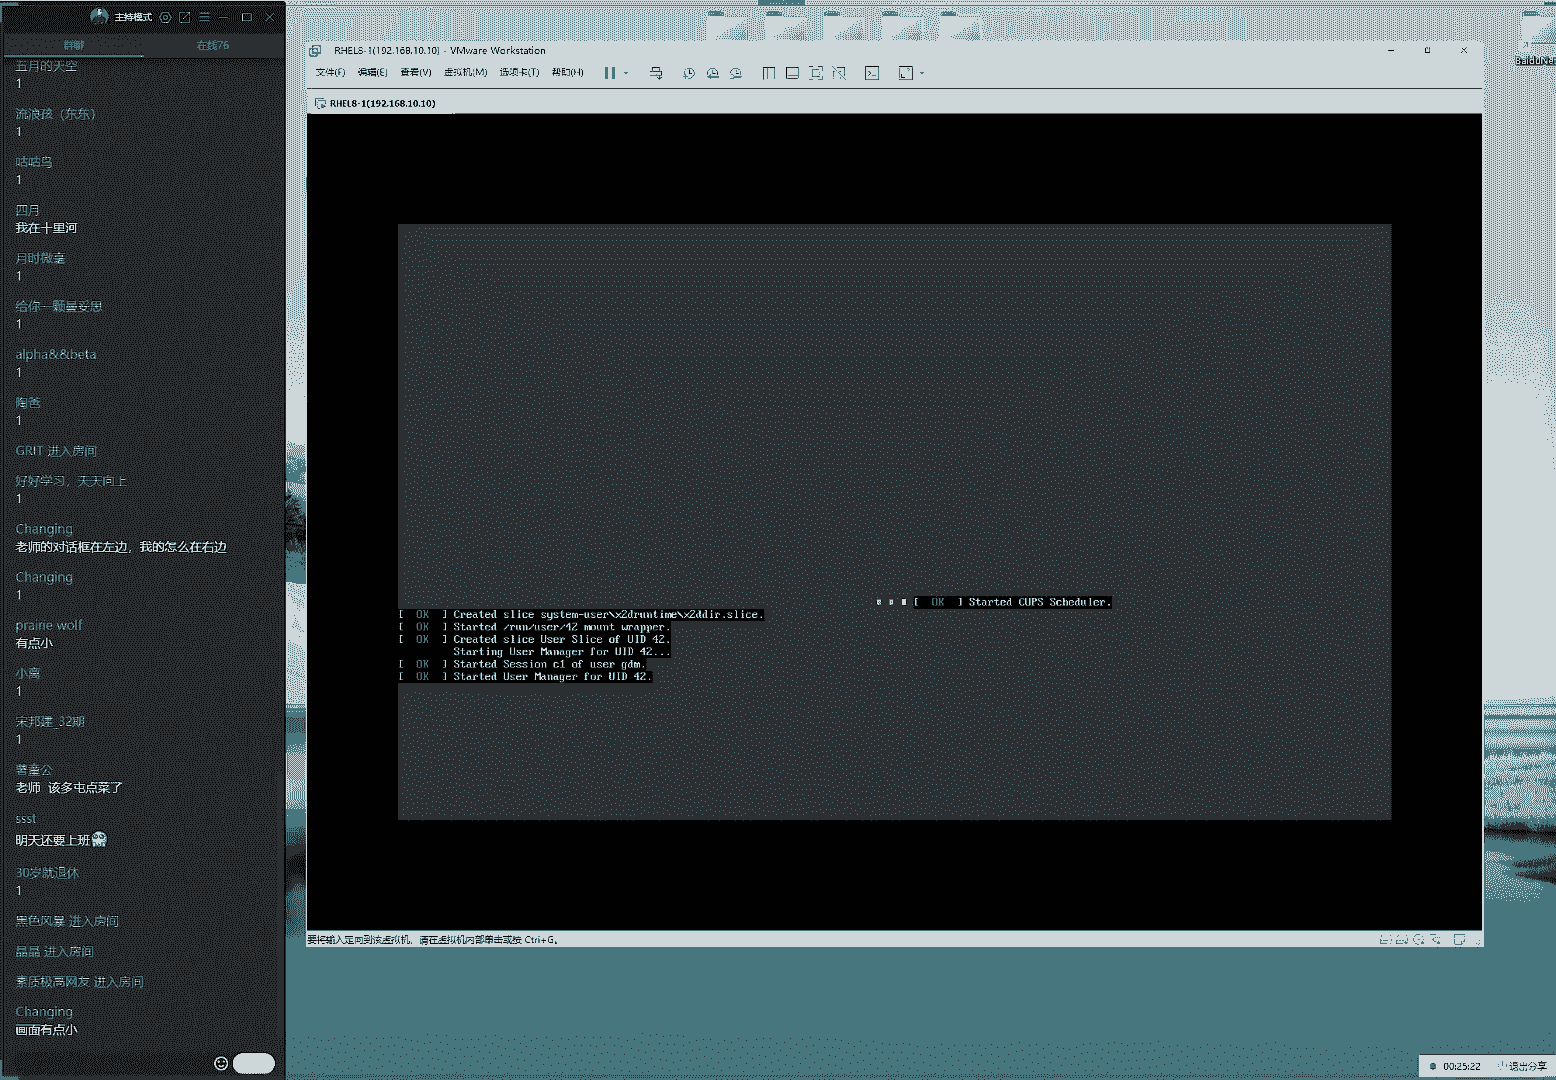 主持模式
群聊
在线76
五月的天空
1
流浪孩（东东）
1
咕咕鸟
1
四月
我在十里河
月时微毫
1
给你一颗曼妥思
1
alpha&&beta
1
陶爸
1
GRIT 进入房间
好好学习，天天向上
1
Changing
老师的对话框在左边，我的怎么在右边
Changing
1
prairie wolf
有点小
小离
1
宋邦建_32期
1
薯童公
老师 该多屯点菜了
ssst
明天还要上班
30岁就退休
1
黑色风暴 进入房间
晶晶 进入房间
素质极高网友 进入房间
Changing
画面有点小
RHEL8-1(192.168.10.10) - VMware Workstation
文件(F) 编辑(E) 查看(V) 虚拟机(M) 选项卡(T) 帮助(H)
RHEL8-1(192.168.10.10)
[ OK ] Started CUPS Scheduler.
[ OK ] Created slice system-user\x2druntime\x2ddir.slice.
[ OK ] Started /run/user/42 mount wrapper.
[ OK ] Created slice User Slice of UID 42.
Starting User Manager for UID 42...
[ OK ] Started Session c1 of user gdm.
[ OK ] Started User Manager for UID 42.
要将输入定向到该虚拟机，请在虚拟机内部单击或按 Ctrl+G。
BaiduNe
00:25:22 退出分享